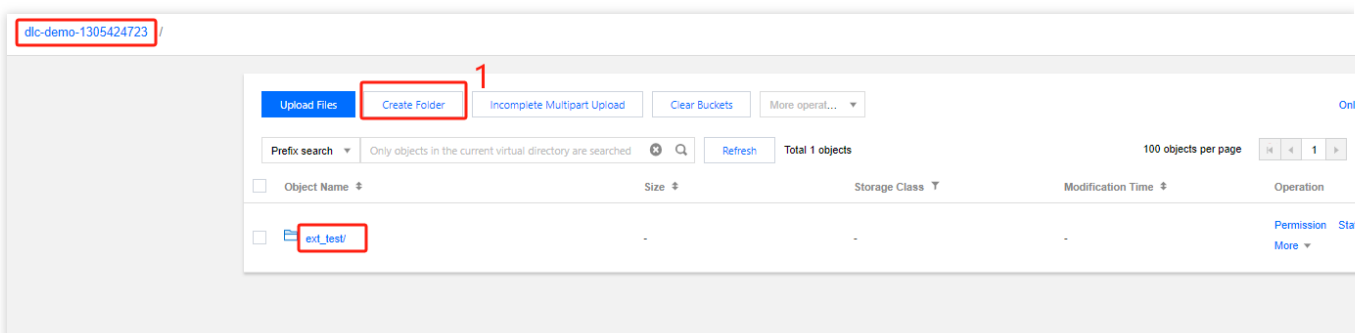 dlc-demo-1305424723 /
1
Upload Files Create Folder Incomplete Multipart Upload Clear Buckets More operat... Onl
Prefix search Only objects in the current virtual directory are searched Refresh Total 1 objects 100 objects per page 1
Object Name Size Storage Class Modification Time Operation
ext_test/ - - - Permission Sta
More